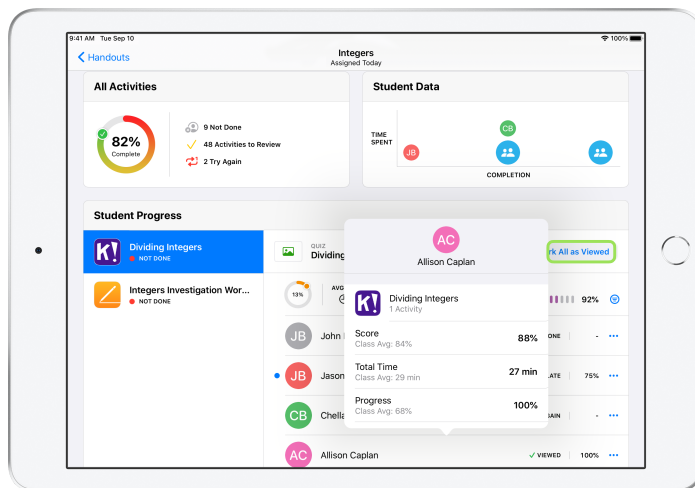 9:41 AM Tue Sep 10
100%
Handouts
Integers
Assigned Today
All Activities
82%
Complete
9 Not Done
48 Activities to Review
2 Try Again
Student Data
TIME
SPENT
JB
CB
COMPLETION
Student Progress
K!
Dividing Integers
NOT DONE
Integers Investigation Wor...
NOT DONE
QUIZ
Dividing
rk All as Viewed
13%
AVG
92%
JB
John
ONE
-
JB
Jason
LATE
75%
CB
Chella
AIN
-
AC
Allison Caplan
VIEWED
100%
AC
Allison Caplan
K!
Dividing Integers
1 Activity
Score
Class Avg: 84%
88%
Total Time
Class Avg: 29 min
27 min
Progress
Class Avg: 68%
100%